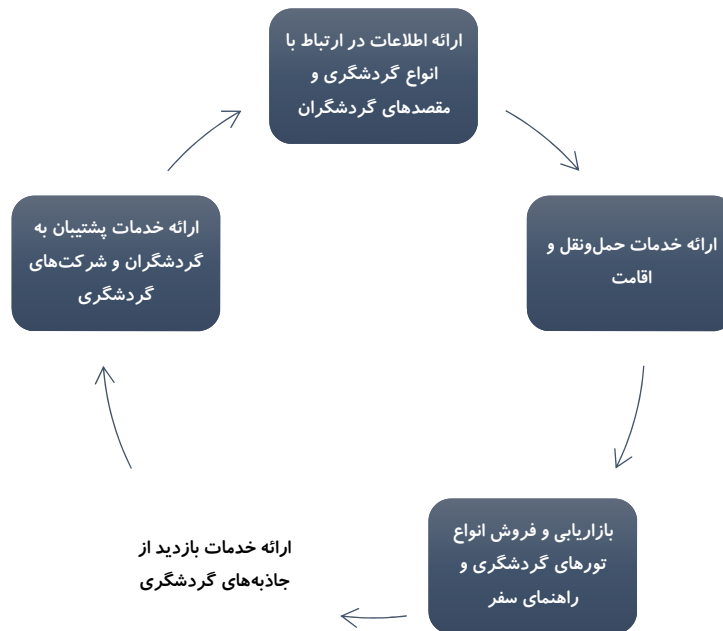 ارائه اطلاعات در ارتباط با
انواع گردشگری و
مقصدهای گردشگران
ارائه خدمات حمل‌ونقل و
اقامت
بازاریابی و فروش انواع
تورهای گردشگری و
راهنمای سفر
ارائه خدمات بازدید از
جاذبه‌های گردشگری
ارائه خدمات پشتیبان به
گردشگران و شرکت‌های
گردشگری